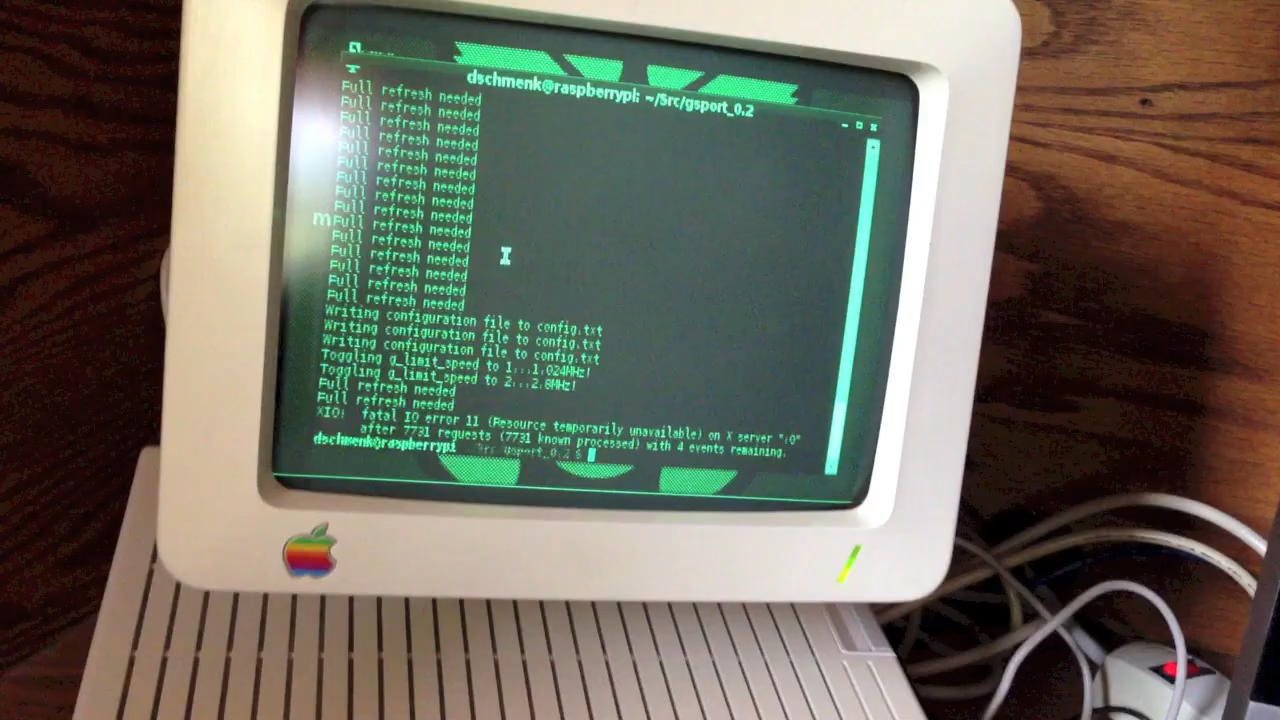 dschmenk@raspberrypi: ~/Src/gsport_0.2
Full refresh needed
Full refresh needed
Full refresh needed
Full refresh needed
Full refresh needed
Full refresh needed
Full refresh needed
Full refresh needed
Full refresh needed
m
Full refresh needed
Full refresh needed
Full refresh needed
Full refresh needed
Full refresh needed
Full refresh needed
Writing configuration file to config.txt
Writing configuration file to config.txt
Writing configuration file to config.txt
Toggling g_limit_speed to 1...1.024MHz!
Toggling g_limit_speed to 2...2.8MHz!
Full refresh needed
Full refresh needed
XIO:  fatal IO error 11 (Resource temporarily unavailable) on X server ":0"
after 7731 requests (7731 known processed) with 4 events remaining.
dschmenk@raspberrypi ~/Src/gsport_0.2 $